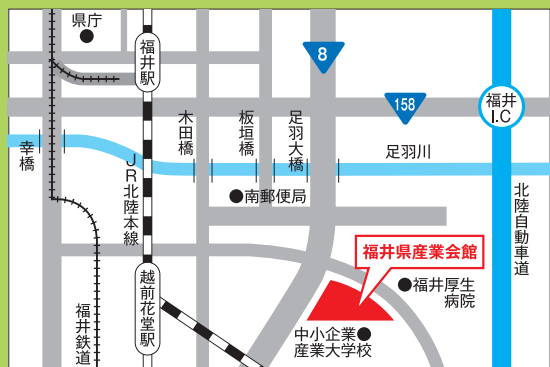 県庁
福井駅
8
158
福井
I.C
幸橋
JR北陸本線
木田橋
板垣橋
足羽大橋
足羽川
南郵便局
北陸自動車道
福井県産業会館
福井厚生
病院
越前花堂駅
福井鉄道
中小企業
産業大学校